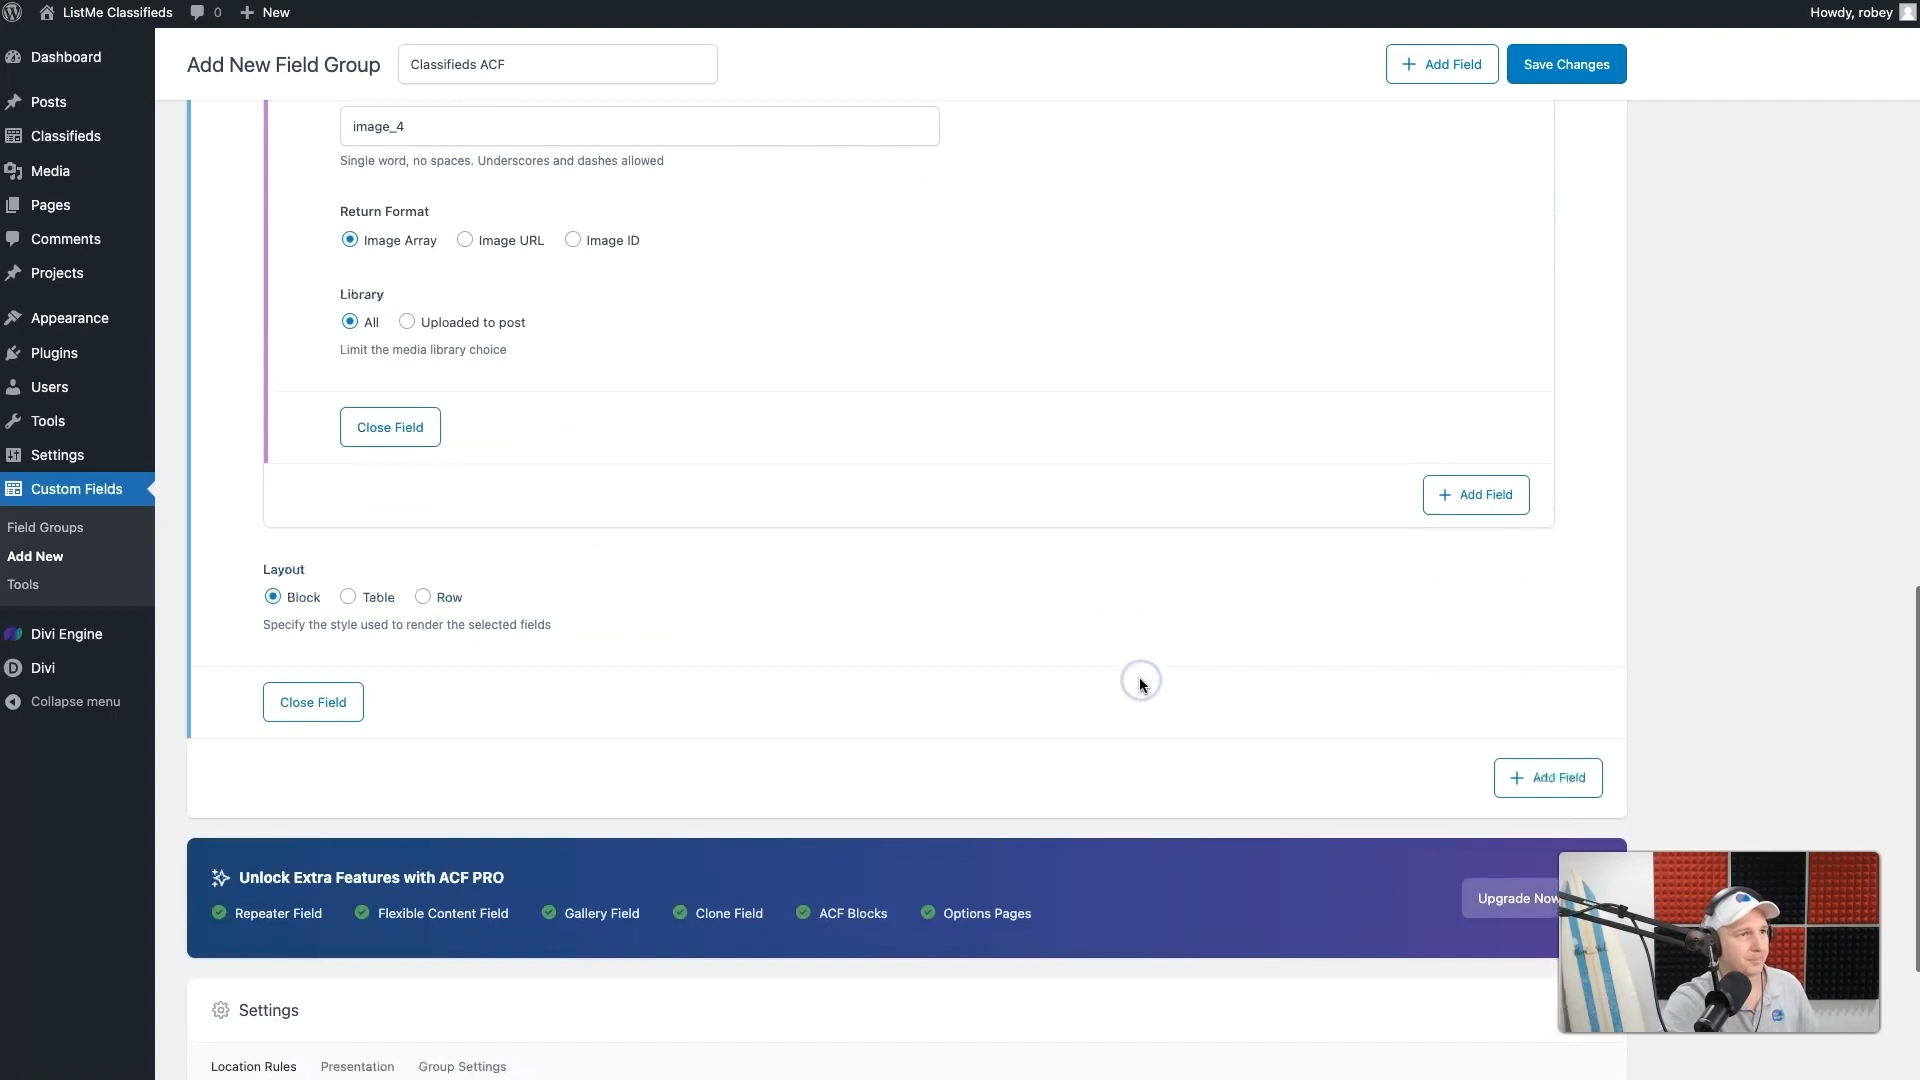 ListMe Classifieds
0
New
Howdy, robey
Dashboard
Posts
Classifieds
Media
Pages
Comments
Projects
Appearance
Plugins
Users
Tools
Settings
Custom Fields
Field Groups
Add New
Tools
Divi Engine
Divi
Collapse menu
Add New Field Group
Classifieds ACF
+ Add Field
Save Changes
image_4
Single word, no spaces. Underscores and dashes allowed
Return Format
Image Array Image URL Image ID
Library
All Uploaded to post
Limit the media library choice
Close Field
+ Add Field
Layout
Block Table Row
Specify the style used to render the selected fields
Close Field
+ Add Field
Unlock Extra Features with ACF PRO
Repeater Field Flexible Content Field Gallery Field Clone Field ACF Blocks Options Pages
Upgrade Now
Settings
Location Rules Presentation Group Settings